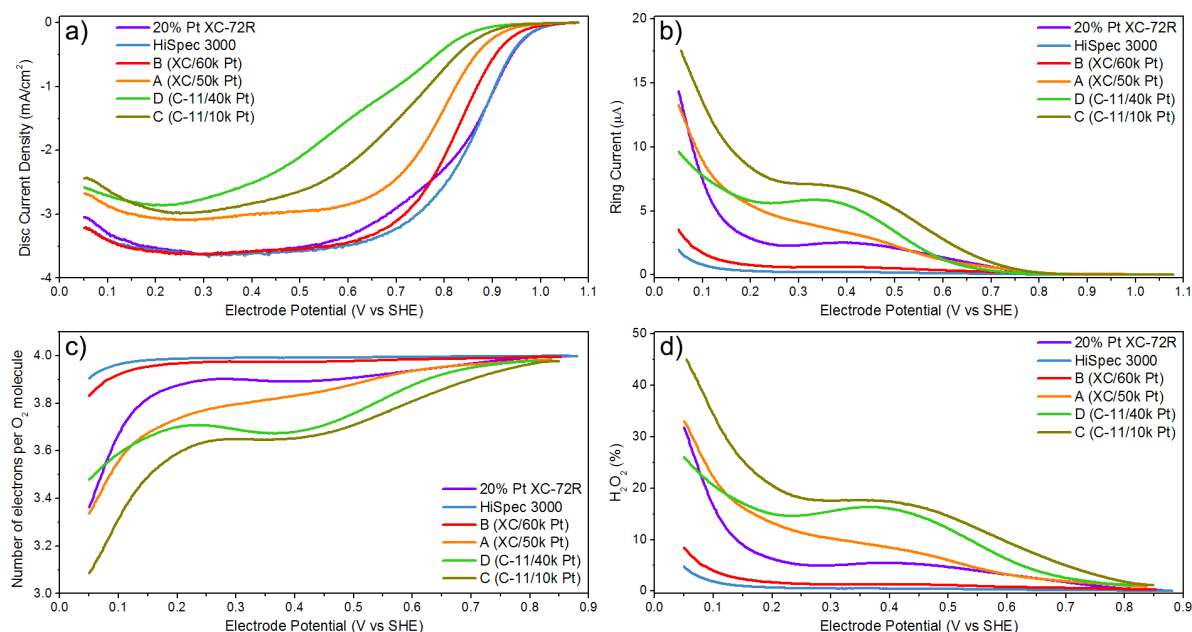 a)
20% Pt XC-72R
HiSpec 3000
B (XC/60k Pt)
A (XC/50k Pt)
D (C-11/40k Pt)
C (C-11/10k Pt)
Disc Current Density (mA/cm²)
0
-1
-2
-3
-4
0.0 0.1 0.2 0.3 0.4 0.5 0.6 0.7 0.8 0.9 1.0 1.1
Electrode Potential (V vs SHE)
b)
20% Pt XC-72R
HiSpec 3000
B (XC/60k Pt)
A (XC/50k Pt)
D (C-11/40k Pt)
C (C-11/10k Pt)
Ring Current (μA)
17.5
15
12.5
10
7.5
5
2.5
0
0.0 0.1 0.2 0.3 0.4 0.5 0.6 0.7 0.8 0.9 1.0 1.1
Electrode Potential (V vs SHE)
c)
Number of electrons per O₂ molecule
4.0
3.8
3.6
3.4
3.2
3.0
20% Pt XC-72R
HiSpec 3000
B (XC/60k Pt)
A (XC/50k Pt)
D (C-11/40k Pt)
C (C-11/10k Pt)
0.0 0.1 0.2 0.3 0.4 0.5 0.6 0.7 0.8 0.9
Electrode Potential (V vs SHE)
d)
20% Pt XC-72R
HiSpec 3000
B (XC/60k Pt)
A (XC/50k Pt)
D (C-11/40k Pt)
C (C-11/10k Pt)
H₂O₂ (%)
50
40
30
20
10
0
0.0 0.1 0.2 0.3 0.4 0.5 0.6 0.7 0.8 0.9
Electrode Potential (V vs SHE)